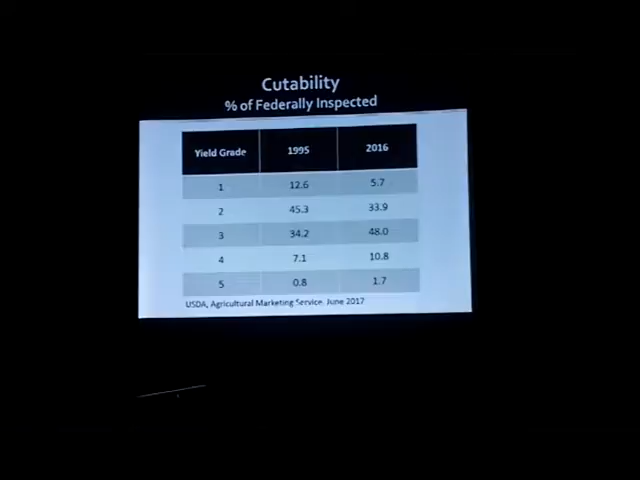 Cutability
% of Federally Inspected
Yield Grade 1995 2016
1 12.6 5.7
2 45.3 33.9
3 34.2 48.0
4 7.1 10.8
5 0.8 1.7
USDA, Agricultural Marketing Service. June 2017